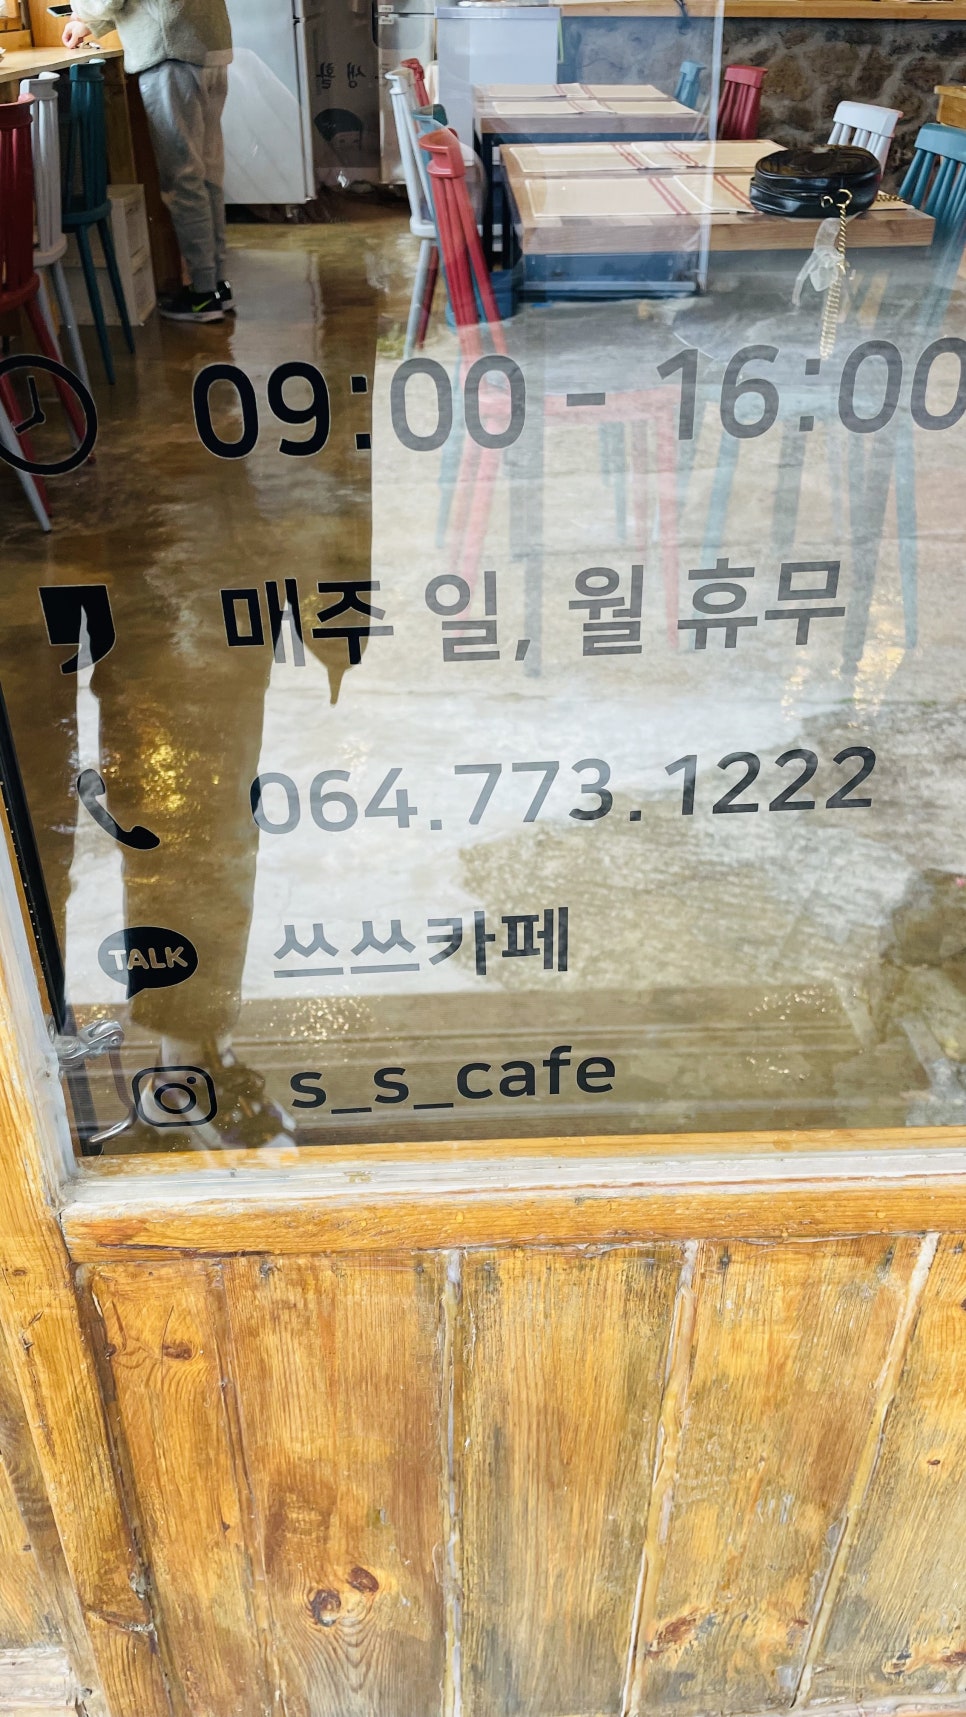 09:00 - 16:00
매주 일, 월 휴무
064.773.1222
TALK 쓰쓰카페
s_s_cafe